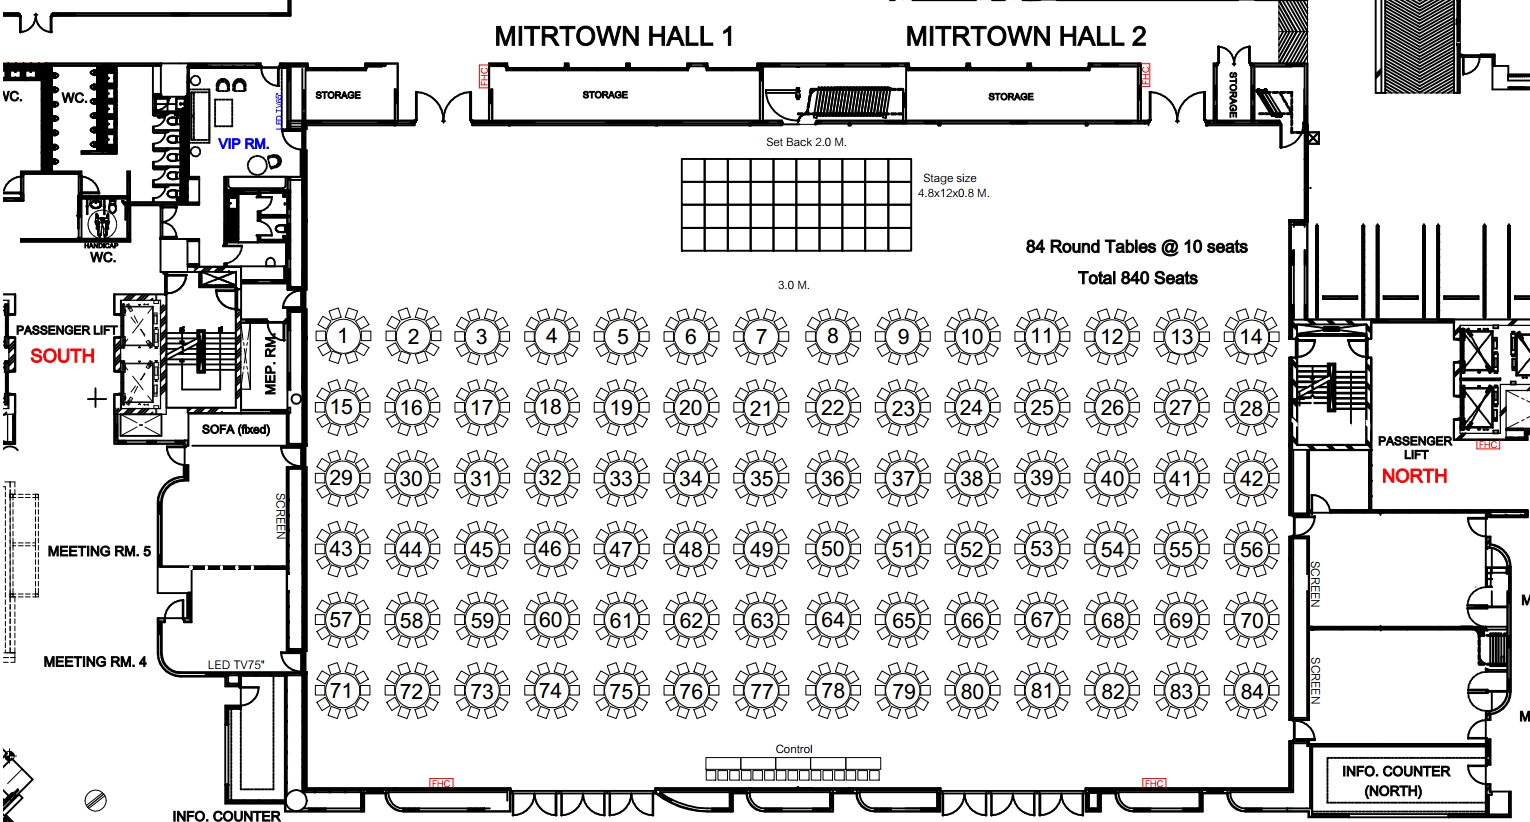 MITRTOWN HALL 1
MITRTOWN HALL 2
WC.
WC.
VIP RM.
LED TV65"
STORAGE
FHC
STORAGE
STORAGE
FHC
STORAGE
Set Back 2.0 M.
Stage size
4.8x12x0.8 M.
84 Round Tables @ 10 seats
Total 840 Seats
3.0 M.
HANDICAP
WC.
PASSENGER LIFT
SOUTH
MEP. RM.
SOFA (fixed)
SCREEN
MEETING RM. 5
MEETING RM. 4
LED TV75"
INFO. COUNTER
1 2 3 4 5 6 7 8 9 10 11 12 13 14
15 16 17 18 19 20 21 22 23 24 25 26 27 28
29 30 31 32 33 34 35 36 37 38 39 40 41 42
43 44 45 46 47 48 49 50 51 52 53 54 55 56
57 58 59 60 61 62 63 64 65 66 67 68 69 70
71 72 73 74 75 76 77 78 79 80 81 82 83 84
Control
FHC
FHC
PASSENGER
LIFT
NORTH
FHC
SCREEN
SCREEN
M
M
INFO. COUNTER
(NORTH)